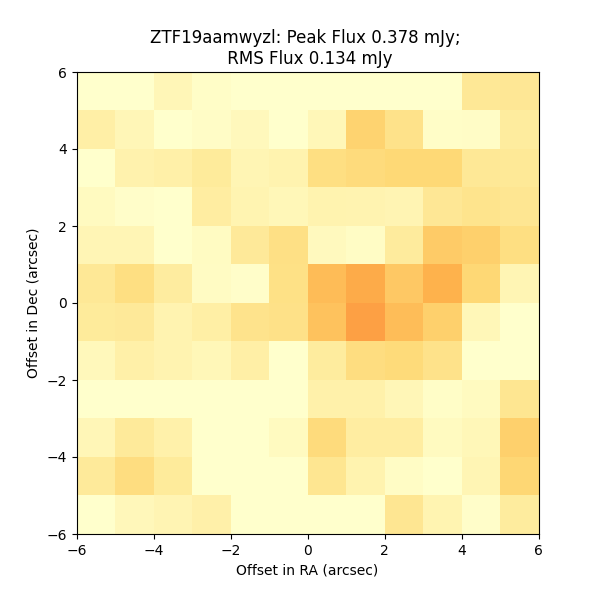 ZTF19aamwyzl: Peak Flux 0.378 mJy;
RMS Flux 0.134 mJy
6
4
2
0
−2
−4
−6
Offset in Dec (arcsec)
−6 −4 −2 0 2 4 6
Offset in RA (arcsec)